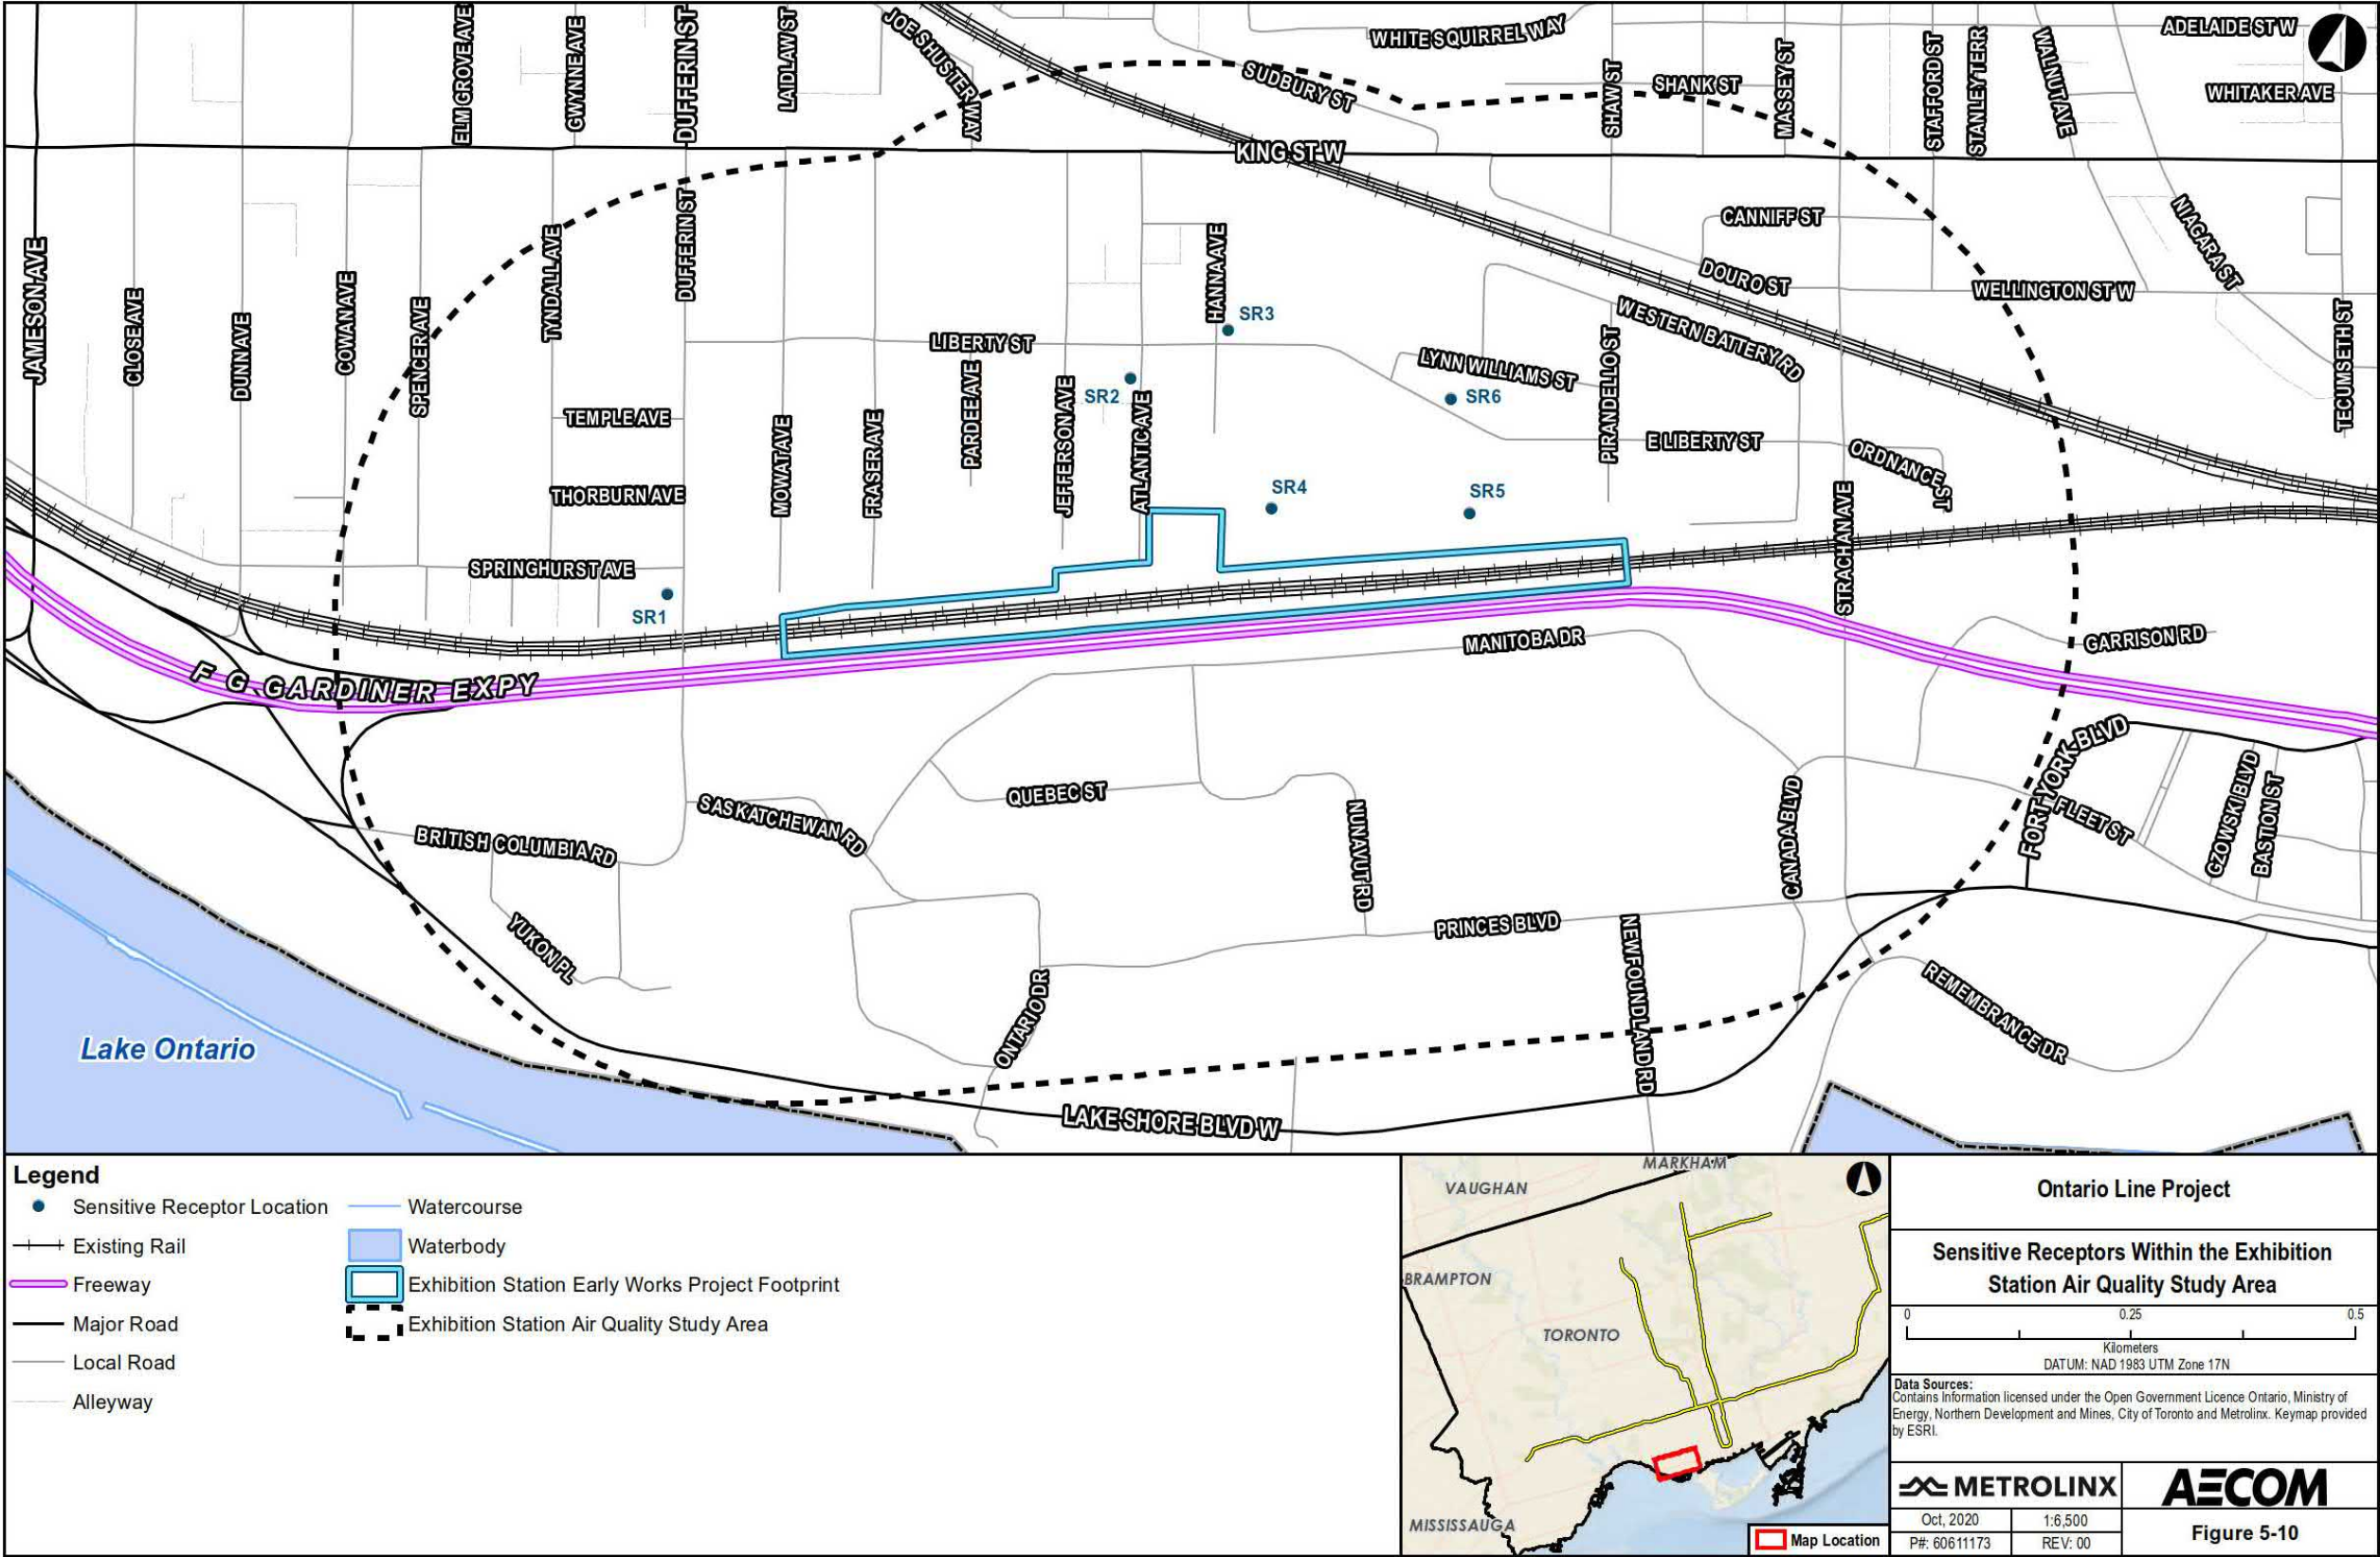 WHITE SQUIRREL WAY
ADELAIDE ST W
ELM GROVE AVE
GWYNNE AVE
DUFFERIN ST
LAIDLAW ST
JOE SHUSTER WAY
SUDBURY ST
SHAW ST
SHANK ST
MASSEY ST
STAFFORD ST
STANLEY TERR
WALNUT AVE
WHITAKER AVE
KING ST W
JAMESON AVE
CLOSE AVE
DUNN AVE
COWAN AVE
SPENCER AVE
TYNDALL AVE
DUFFERIN ST
HANNA AVE
CANNIFF ST
DOURO ST
WELLINGTON ST W
NIAGARA ST
TECUMSETH ST
SR3
LIBERTY ST
WESTERN BATTERY RD
PIRANDELLO ST
LYNN WILLIAMS ST
TEMPLE AVE
MOWAT AVE
FRASER AVE
PARDEE AVE
JEFFERSON AVE
SR2
ATLANTIC AVE
SR6
E LIBERTY ST
ORDNANCE ST
THORBURN AVE
SR4
SR5
STRACHAN AVE
SPRINGHURST AVE
SR1
MANITOBA DR
GARRISON RD
F G GARDINER EXPY
FORT YORK BLVD
QUEBEC ST
SASKATCHEWAN RD
BRITISH COLUMBIA RD
NUNAVUT RD
CANADA BLVD
FLEET ST
GZOWSKI BLVD
BASTION ST
YUKON PL
PRINCES BLVD
NEWFOUNDLAND RD
ONTARIO DR
REMEMBRANCE DR
Lake Ontario
LAKE SHORE BLVD W
Legend
Sensitive Receptor Location
Existing Rail
Freeway
Major Road
Local Road
Alleyway
Watercourse
Waterbody
Exhibition Station Early Works Project Footprint
Exhibition Station Air Quality Study Area
MARKHAM
VAUGHAN
BRAMPTON
TORONTO
MISSISSAUGA
Map Location
Ontario Line Project
Sensitive Receptors Within the Exhibition
Station Air Quality Study Area
0 0.25 0.5
Kilometers
DATUM: NAD 1983 UTM Zone 17N
Data Sources:
Contains Information licensed under the Open Government Licence Ontario, Ministry of
Energy, Northern Development and Mines, City of Toronto and Metrolinx. Keymap provided
by ESRI.
METROLINX
AECOM
Oct, 2020
1:6,500
P#: 60611173
REV: 00
Figure 5-10